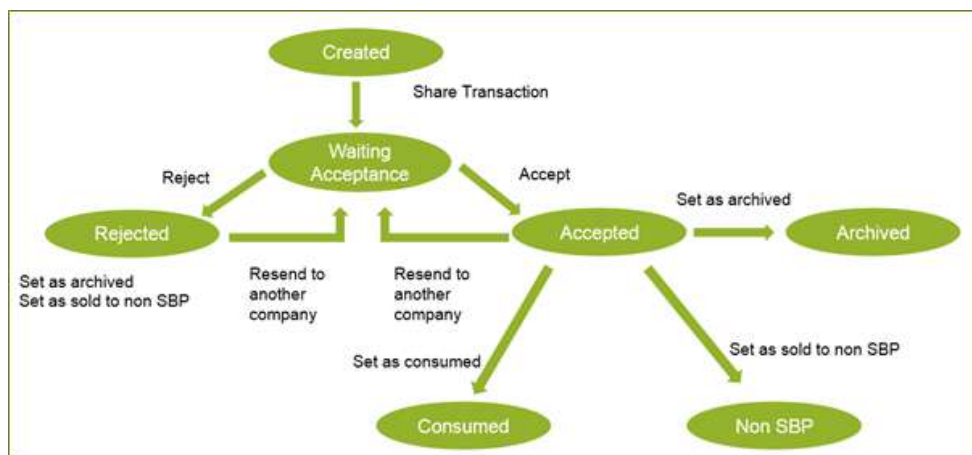 Created
Share Transaction
Waiting
Acceptance
Reject
Accept
Set as archived
Rejected
Accepted
Archived
Set as archived
Set as sold to non SBP
Resend to
another
company
Resend to
another
company
Set as consumed
Set as sold to non SBP
Consumed
Non SBP